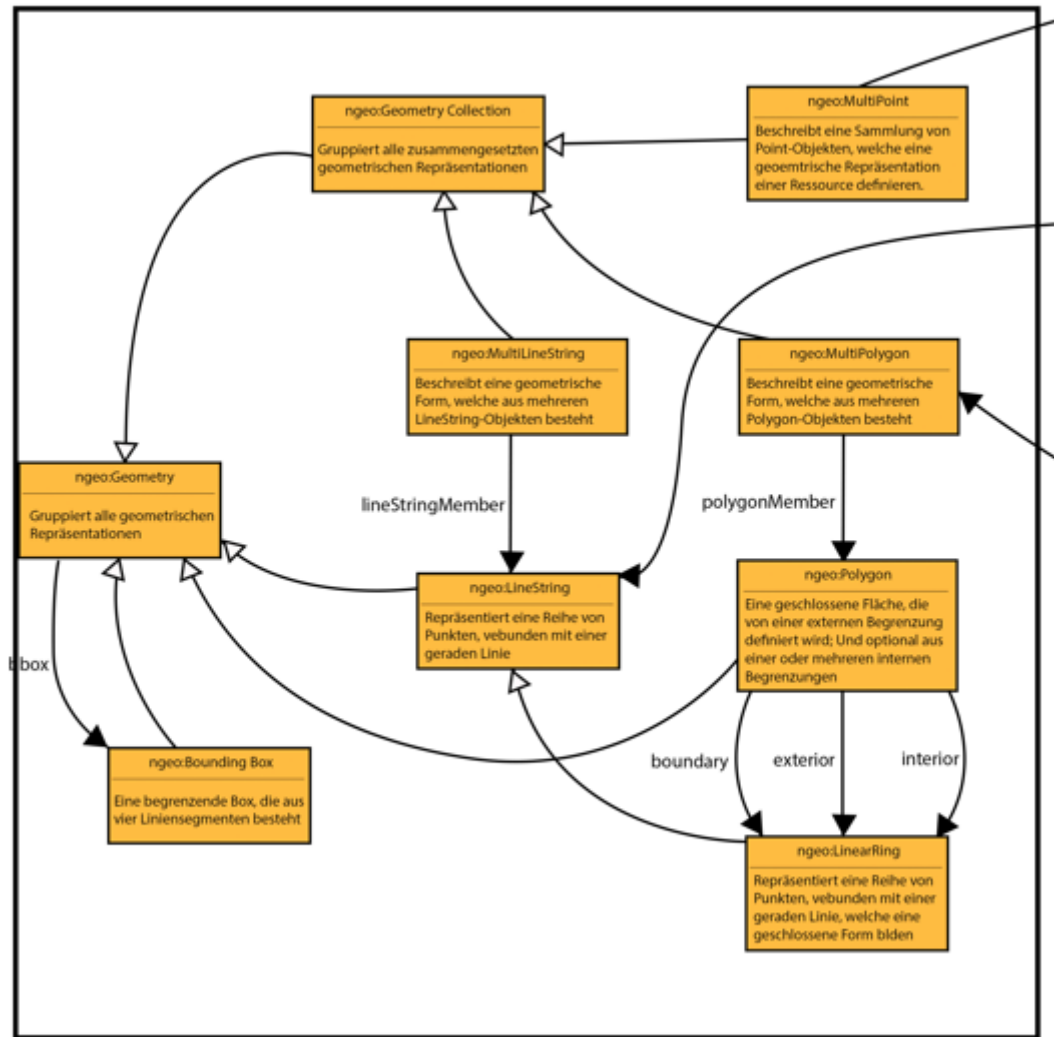 ngeo:Geometry Collection
Gruppiert alle zusammengesetzten
geometrischen Repräsentationen
ngeo:MultiPoint
Beschreibt eine Sammlung von
Point-Objekten, welche eine
geoemtrische Repräsentation
einer Ressource definieren.
ngeo:MultiLineString
Beschreibt eine geometrische
Form, welche aus mehreren
LineString-Objekten besteht
ngeo:MultiPolygon
Beschreibt eine geometrische
Form, welche aus mehreren
Polygon-Objekten besteht
ngeo:Geometry
Gruppiert alle geometrischen
Repräsentationen
lineStringMember
polygonMember
ngeo:LineString
Repräsentiert eine Reihe von
Punkten, vebunden mit einer
geraden Linie
ngeo:Polygon
Eine geschlossene Fläche, die
von einer externen Begrenzung
definiert wird; Und optional aus
einer oder mehreren internen
Begrenzungen
bbox
ngeo:Bounding Box
Eine begrenzende Box, die aus
vier Liniensegmenten besteht
boundary
exterior
interior
ngeo:LinearRing
Repräsentiert eine Reihe von
Punkten, vebunden mit einer
geraden Linie, welche eine
geschlossene Form blden